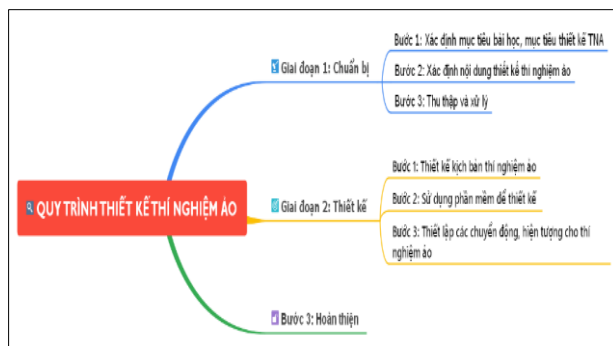 QUY TRÌNH THIẾT KẾ THÍ NGHIỆM ẢO
Giai đoạn 1: Chuẩn bị
Bước 1: Xác định mục tiêu bài học, mục tiêu thiết kế TNA
Bước 2: Xác định nội dung thiết kế thí nghiệm ảo
Bước 3: Thu thập và xử lý
Giai đoạn 2: Thiết kế
Bước 1: Thiết kế kịch bản thí nghiệm ảo
Bước 2: Sử dụng phần mềm để thiết kế
Bước 3: Thiết lập các chuyển động, hiện tượng cho thí
nghiệm ảo
Bước 3: Hoàn thiện